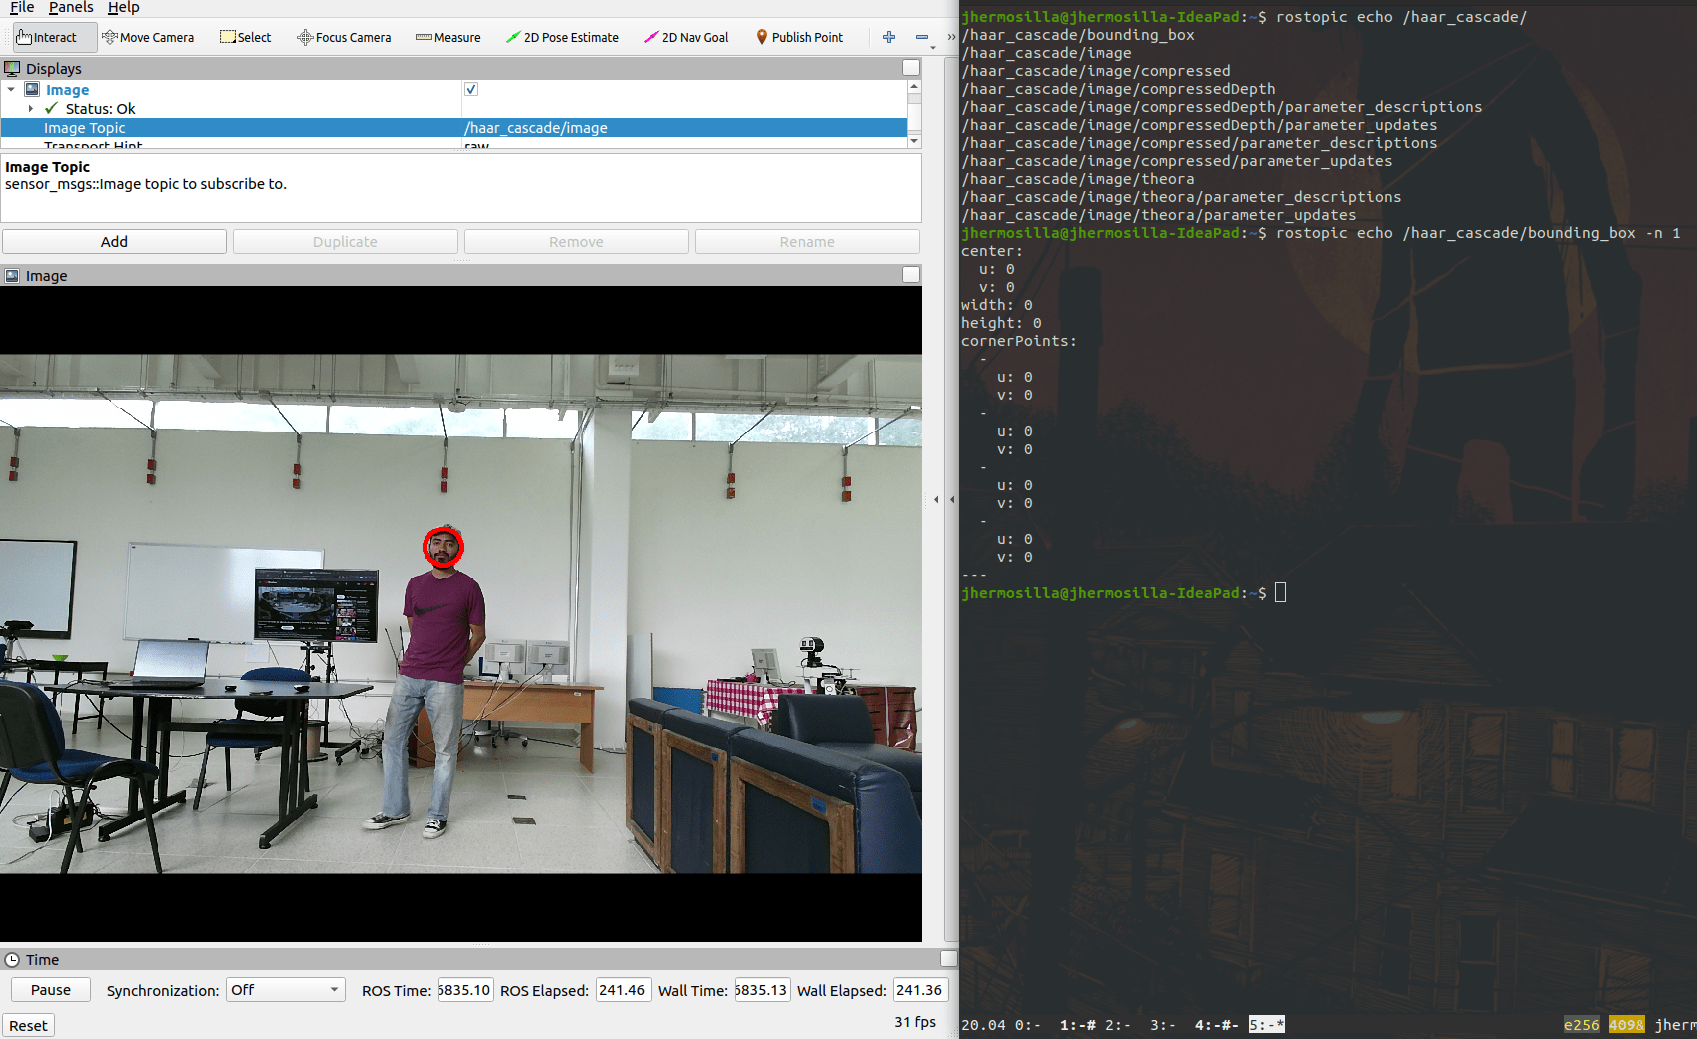 File Panels Help
Interact Move Camera Select Focus Camera Measure 2D Pose Estimate 2D Nav Goal Publish Point »
Displays
Image
Status: Ok
Image Topic /haar_cascade/image
Transport Hint raw
Image Topic
sensor_msgs::Image topic to subscribe to.
Add Duplicate Remove Rename
Image
Time
Pause Synchronization: Off ROS Time: 6835.10 ROS Elapsed: 241.46 Wall Time: 6835.13 Wall Elapsed: 241.36
Reset 31 fps
jhermosilla@jhermosilla-IdeaPad:~$ rostopic echo /haar_cascade/
/haar_cascade/bounding_box
/haar_cascade/image
/haar_cascade/image/compressed
/haar_cascade/image/compressedDepth
/haar_cascade/image/compressedDepth/parameter_descriptions
/haar_cascade/image/compressedDepth/parameter_updates
/haar_cascade/image/compressed/parameter_descriptions
/haar_cascade/image/compressed/parameter_updates
/haar_cascade/image/theora
/haar_cascade/image/theora/parameter_descriptions
/haar_cascade/image/theora/parameter_updates
jhermosilla@jhermosilla-IdeaPad:~$ rostopic echo /haar_cascade/bounding_box -n 1
center:
u: 0
v: 0
width: 0
height: 0
cornerPoints:
-
u: 0
v: 0
-
u: 0
v: 0
-
u: 0
v: 0
-
u: 0
v: 0
---
jhermosilla@jhermosilla-IdeaPad:~$
20.04 0:- 1:-# 2:- 3:- 4:-#- 5:-* e256 409& jherm